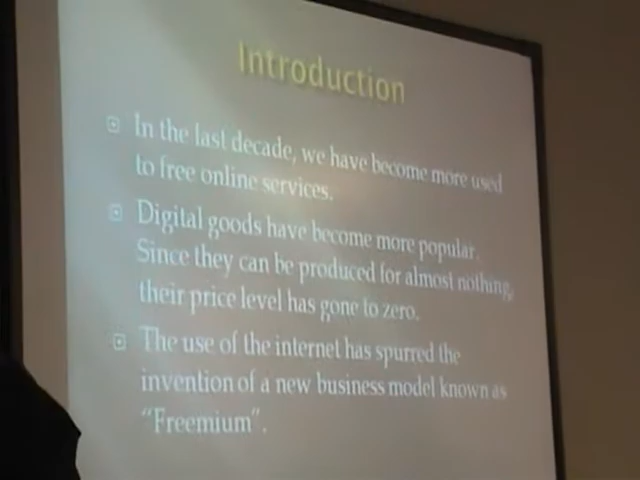 Introduction
In the last decade, we have become more used
to free online services.
Digital goods have become more popular.
Since they can be produced for almost nothing,
their price level has gone to zero.
The use of the internet has spurred the
invention of a new business model known as
“Freemium”.